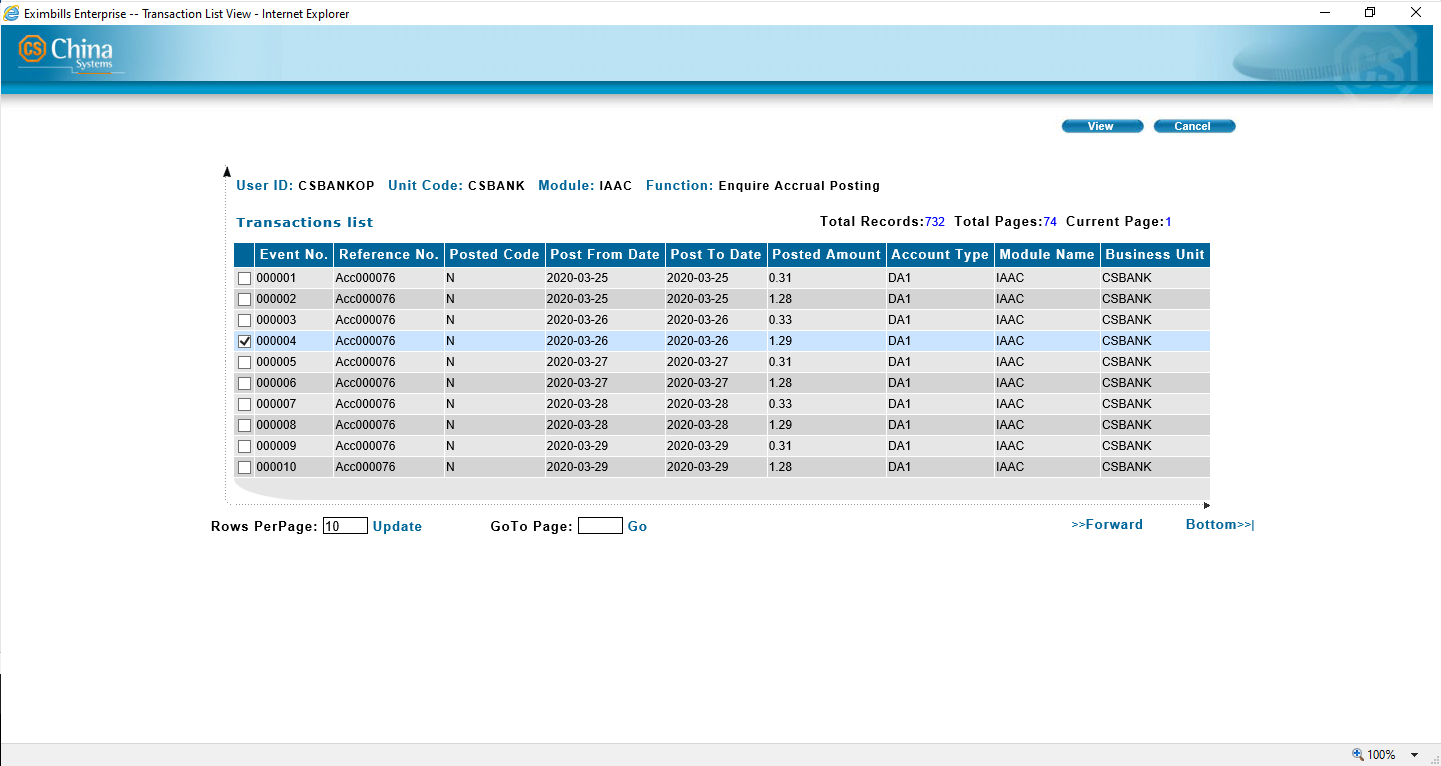 Eximbills Enterprise -- Transaction List View - Internet Explorer
CS China
Systems
CS
View Cancel
User ID: CSBANKOP Unit Code: CSBANK Module: IAAC Function: Enquire Accrual Posting
Transactions list Total Records:732 Total Pages:74 Current Page:1
Event No. Reference No. Posted Code Post From Date Post To Date Posted Amount Account Type Module Name Business Unit
000001 Acc000076 N 2020-03-25 2020-03-25 0.31 DA1 IAAC CSBANK
000002 Acc000076 N 2020-03-25 2020-03-25 1.28 DA1 IAAC CSBANK
000003 Acc000076 N 2020-03-26 2020-03-26 0.33 DA1 IAAC CSBANK
000004 Acc000076 N 2020-03-26 2020-03-26 1.29 DA1 IAAC CSBANK
000005 Acc000076 N 2020-03-27 2020-03-27 0.31 DA1 IAAC CSBANK
000006 Acc000076 N 2020-03-27 2020-03-27 1.28 DA1 IAAC CSBANK
000007 Acc000076 N 2020-03-28 2020-03-28 0.33 DA1 IAAC CSBANK
000008 Acc000076 N 2020-03-28 2020-03-28 1.29 DA1 IAAC CSBANK
000009 Acc000076 N 2020-03-29 2020-03-29 0.31 DA1 IAAC CSBANK
000010 Acc000076 N 2020-03-29 2020-03-29 1.28 DA1 IAAC CSBANK
Rows PerPage: 10 Update GoTo Page: Go >>Forward Bottom>>|
100%